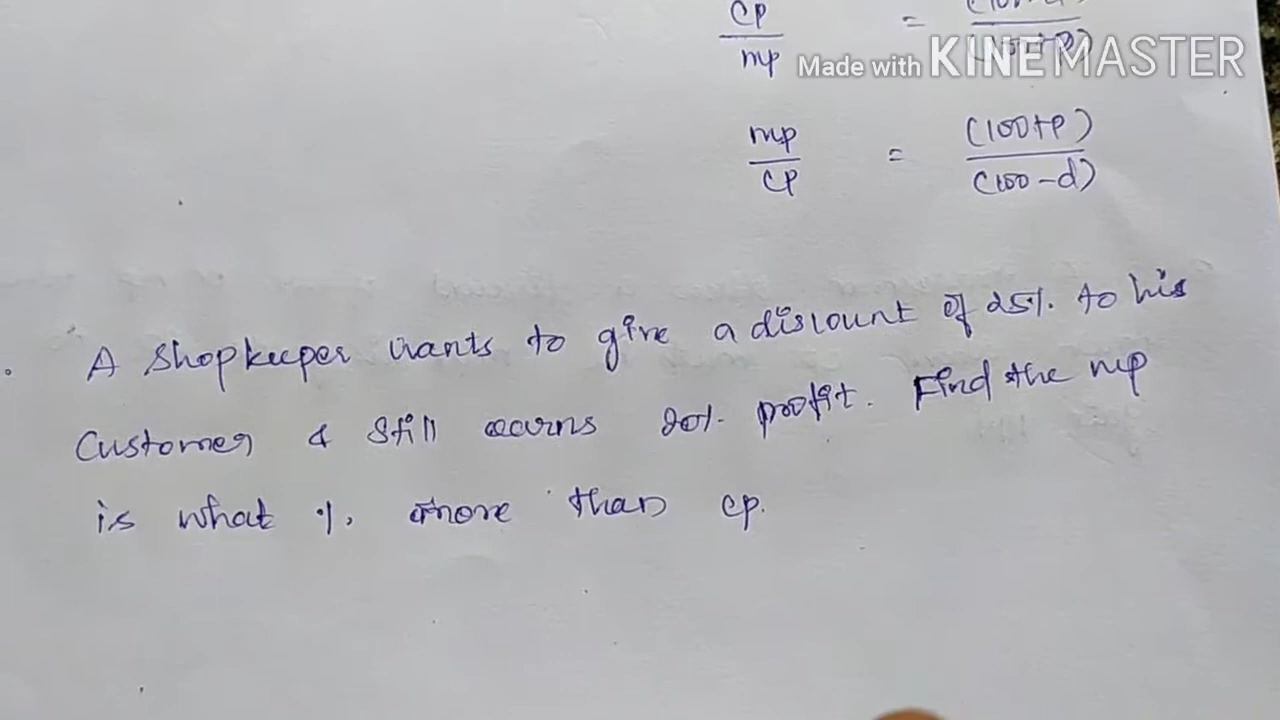 CP
mp
=
Made with KINEMASTER
mp
CP
=
(100+P)
(100-d)
A shopkeeper wants to give a discount of 25%. to his
Customer & still earns 20%. profit. Find the mp
is what %. more than cp.